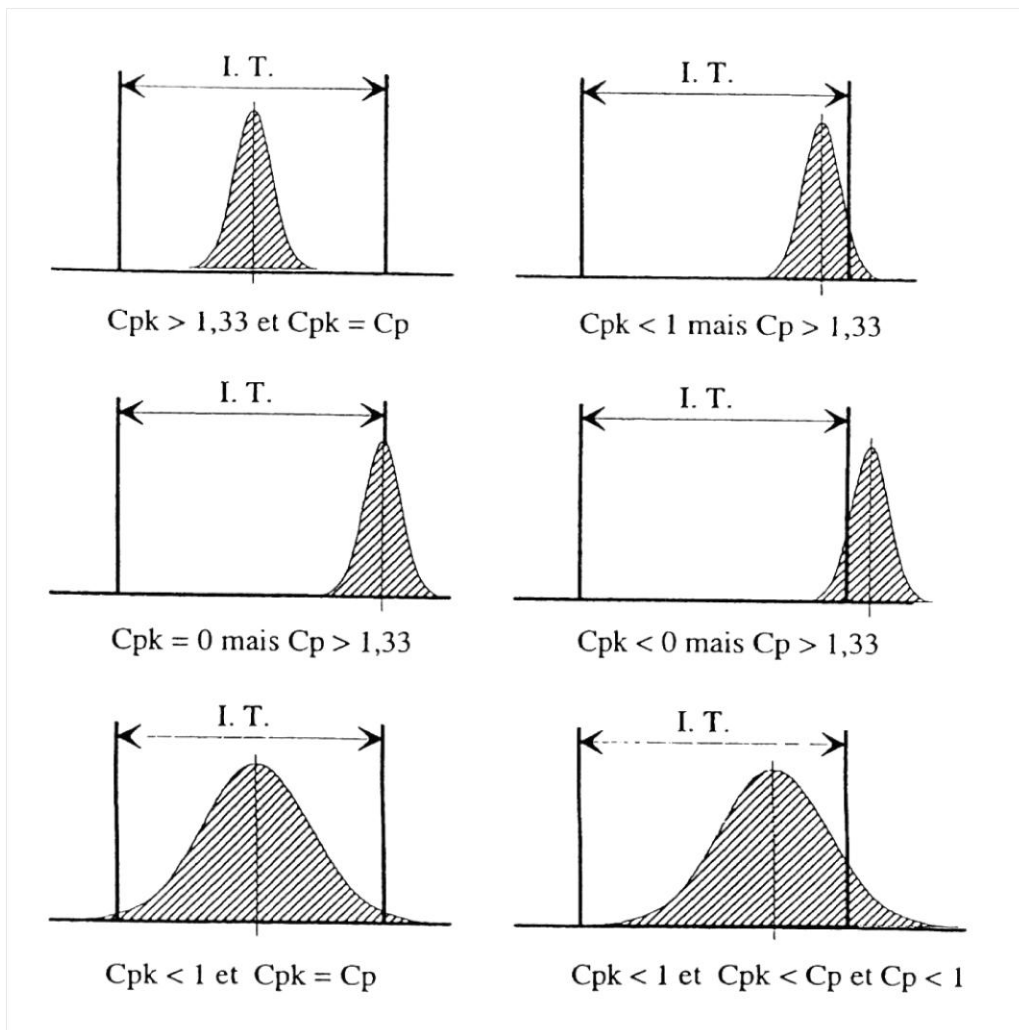 I. T.
I. T.
Cpk > 1,33 et Cpk = Cp
Cpk < 1 mais Cp > 1,33
I. T.
I. T.
Cpk = 0 mais Cp > 1,33
Cpk < 0 mais Cp > 1,33
I. T.
I. T.
Cpk < 1 et Cpk = Cp
Cpk < 1 et Cpk < Cp et Cp < 1